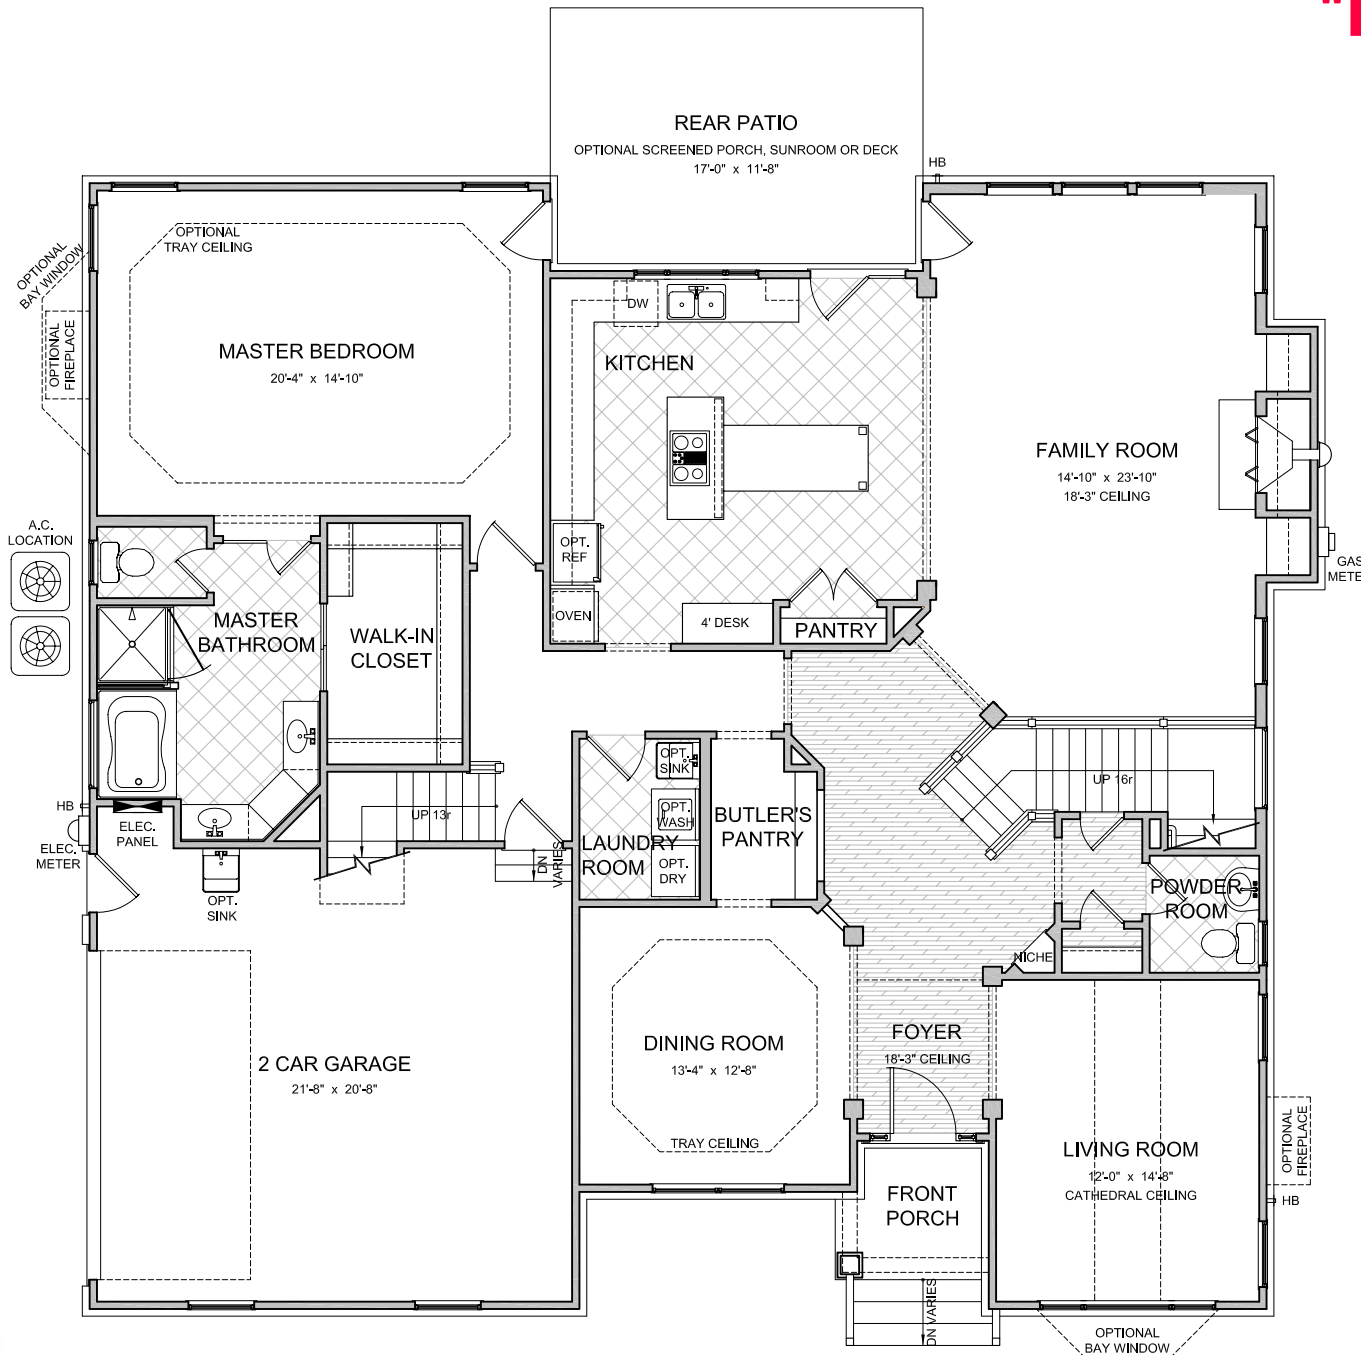 REAR PATIO
OPTIONAL SCREENED PORCH, SUNROOM OR DECK
17'-0" x 11'-8"
HB
OPTIONAL
TRAY CEILING
OPTIONAL
BAY WINDOW
OPTIONAL
FIREPLACE
MASTER BEDROOM
20'-4" x 14'-10"
DW
KITCHEN
FAMILY ROOM
14'-10" x 23'-10"
18'-3" CEILING
A.C.
LOCATION
OPT.
REF
OVEN
4' DESK
PANTRY
GAS
METE
MASTER
BATHROOM
WALK-IN
CLOSET
OPT.
SINK
UP 16r
HB
ELEC.
METER
ELEC.
PANEL
UP 13r
OPT.
WASH
BUTLER'S
PANTRY
LAUNDRY
ROOM
OPT.
DRY
DN
VARIES
OPT.
SINK
POWDER
ROOM
NICHE
2 CAR GARAGE
21'-8" x 20'-8"
DINING ROOM
13'-4" x 12'-8"
TRAY CEILING
FOYER
18'-3" CEILING
LIVING ROOM
12'-0" x 14'-8"
CATHEDRAL CEILING
OPTIONAL
FIREPLACE
HB
FRONT
PORCH
DN VARIES
OPTIONAL
BAY WINDOW